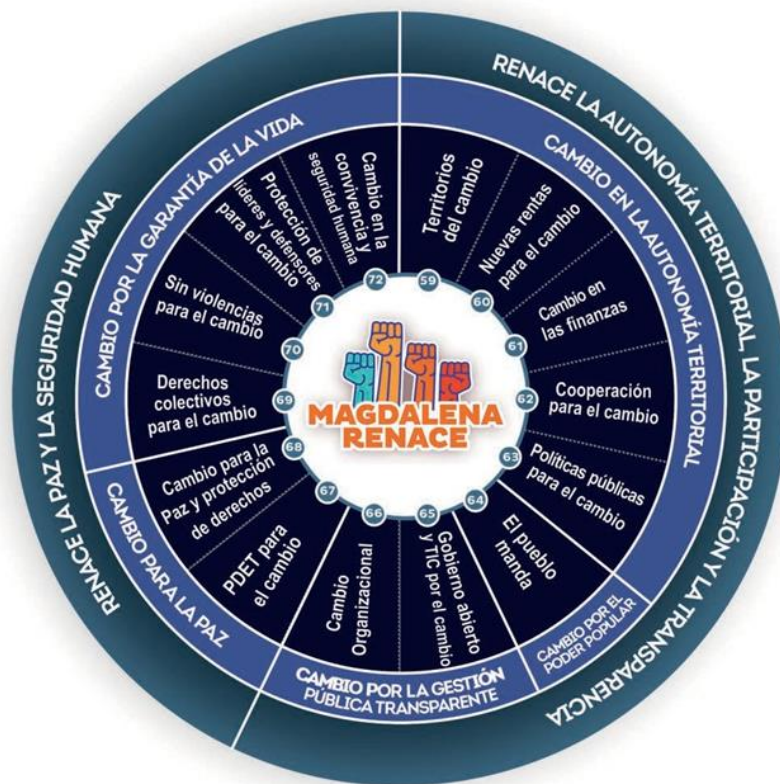 RENACE LA AUTONOMÍA TERRITORIAL, LA PARTICIPACIÓN Y LA TRANSPARENCIA
CAMBIO EN LA AUTONOMÍA TERRITORIAL
Territorios
del cambio
59
Nuevas rentas
para el cambio
60
Cambio en
las finanzas
61
Cooperación
para el cambio
62
Políticas públicas
para el cambio
63
CAMBIO POR EL
PODER POPULAR
El pueblo
manda
64
CAMBIO POR LA GESTIÓN
PÚBLICA TRANSPARENTE
Gobierno abierto
y TIC por el cambio
65
Cambio
Organizacional
66
RENACE LA PAZ Y LA SEGURIDAD HUMANA
CAMBIO PARA LA PAZ
PDET para
el cambio
67
Cambio para la
Paz y protección
de derechos
68
CAMBIO POR LA GARANTÍA DE LA VIDA
Derechos
colectivos
para el cambio
69
Sin violencias
para el cambio
70
Protección de
líderes y defensores
para el cambio
71
Cambio en la
convivencia y
seguridad humana
72
MAGDALENA
RENACE